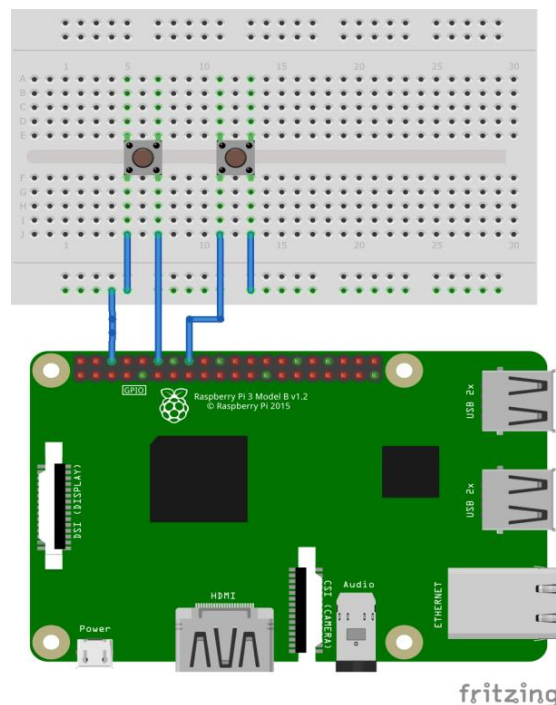 1 5 10 15 20 25 30
A
B
C
D
E
F
G
H
I
J
1 5 10 15 20 25 30
GPIO
Raspberry Pi 3 Model B v1.2
© Raspberry Pi 2015
USB 2x
DSI (DISPLAY)
USB 2x
HDMI
CSI (CAMERA)
Audio
ETHERNET
Power
fritzing